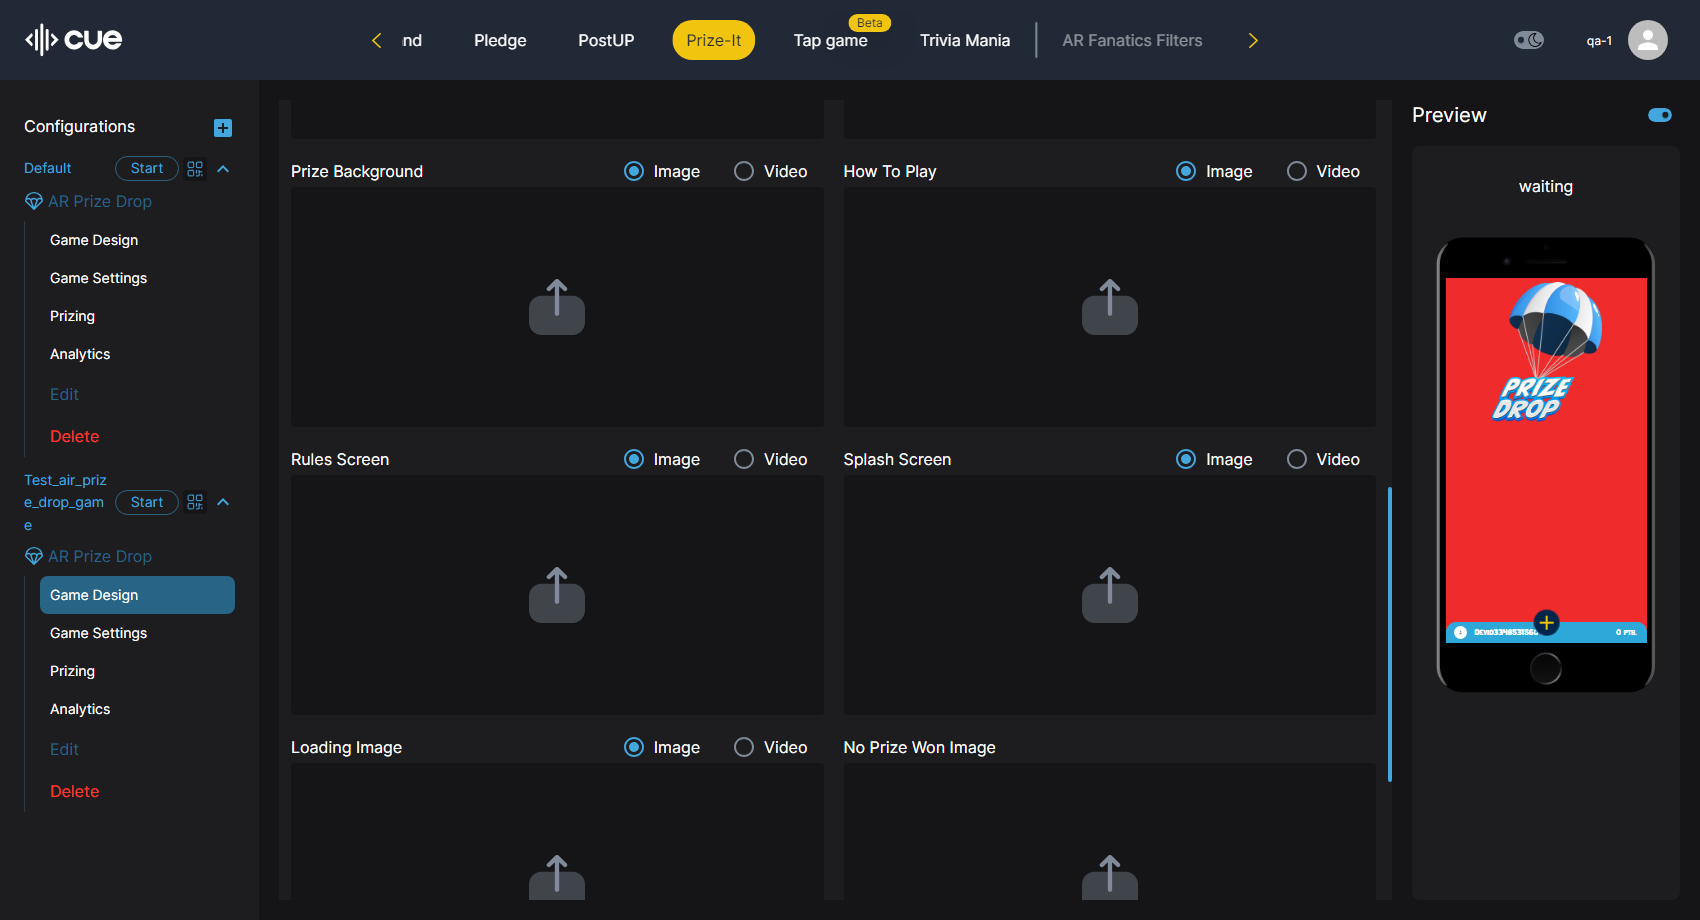 cue
nd
Pledge
PostUP
Prize-It
Beta
Tap game
Trivia Mania
AR Fanatics Filters
qa-1
Configurations
Default
Start
AR Prize Drop
Game Design
Game Settings
Prizing
Analytics
Edit
Delete
Test_air_priz
e_drop_gam
e
Start
AR Prize Drop
Game Design
Game Settings
Prizing
Analytics
Edit
Delete
Prize Background
Image
Video
How To Play
Image
Video
Rules Screen
Image
Video
Splash Screen
Image
Video
Loading Image
Image
Video
No Prize Won Image
Preview
waiting
PRIZE
DROP
0 PTS.